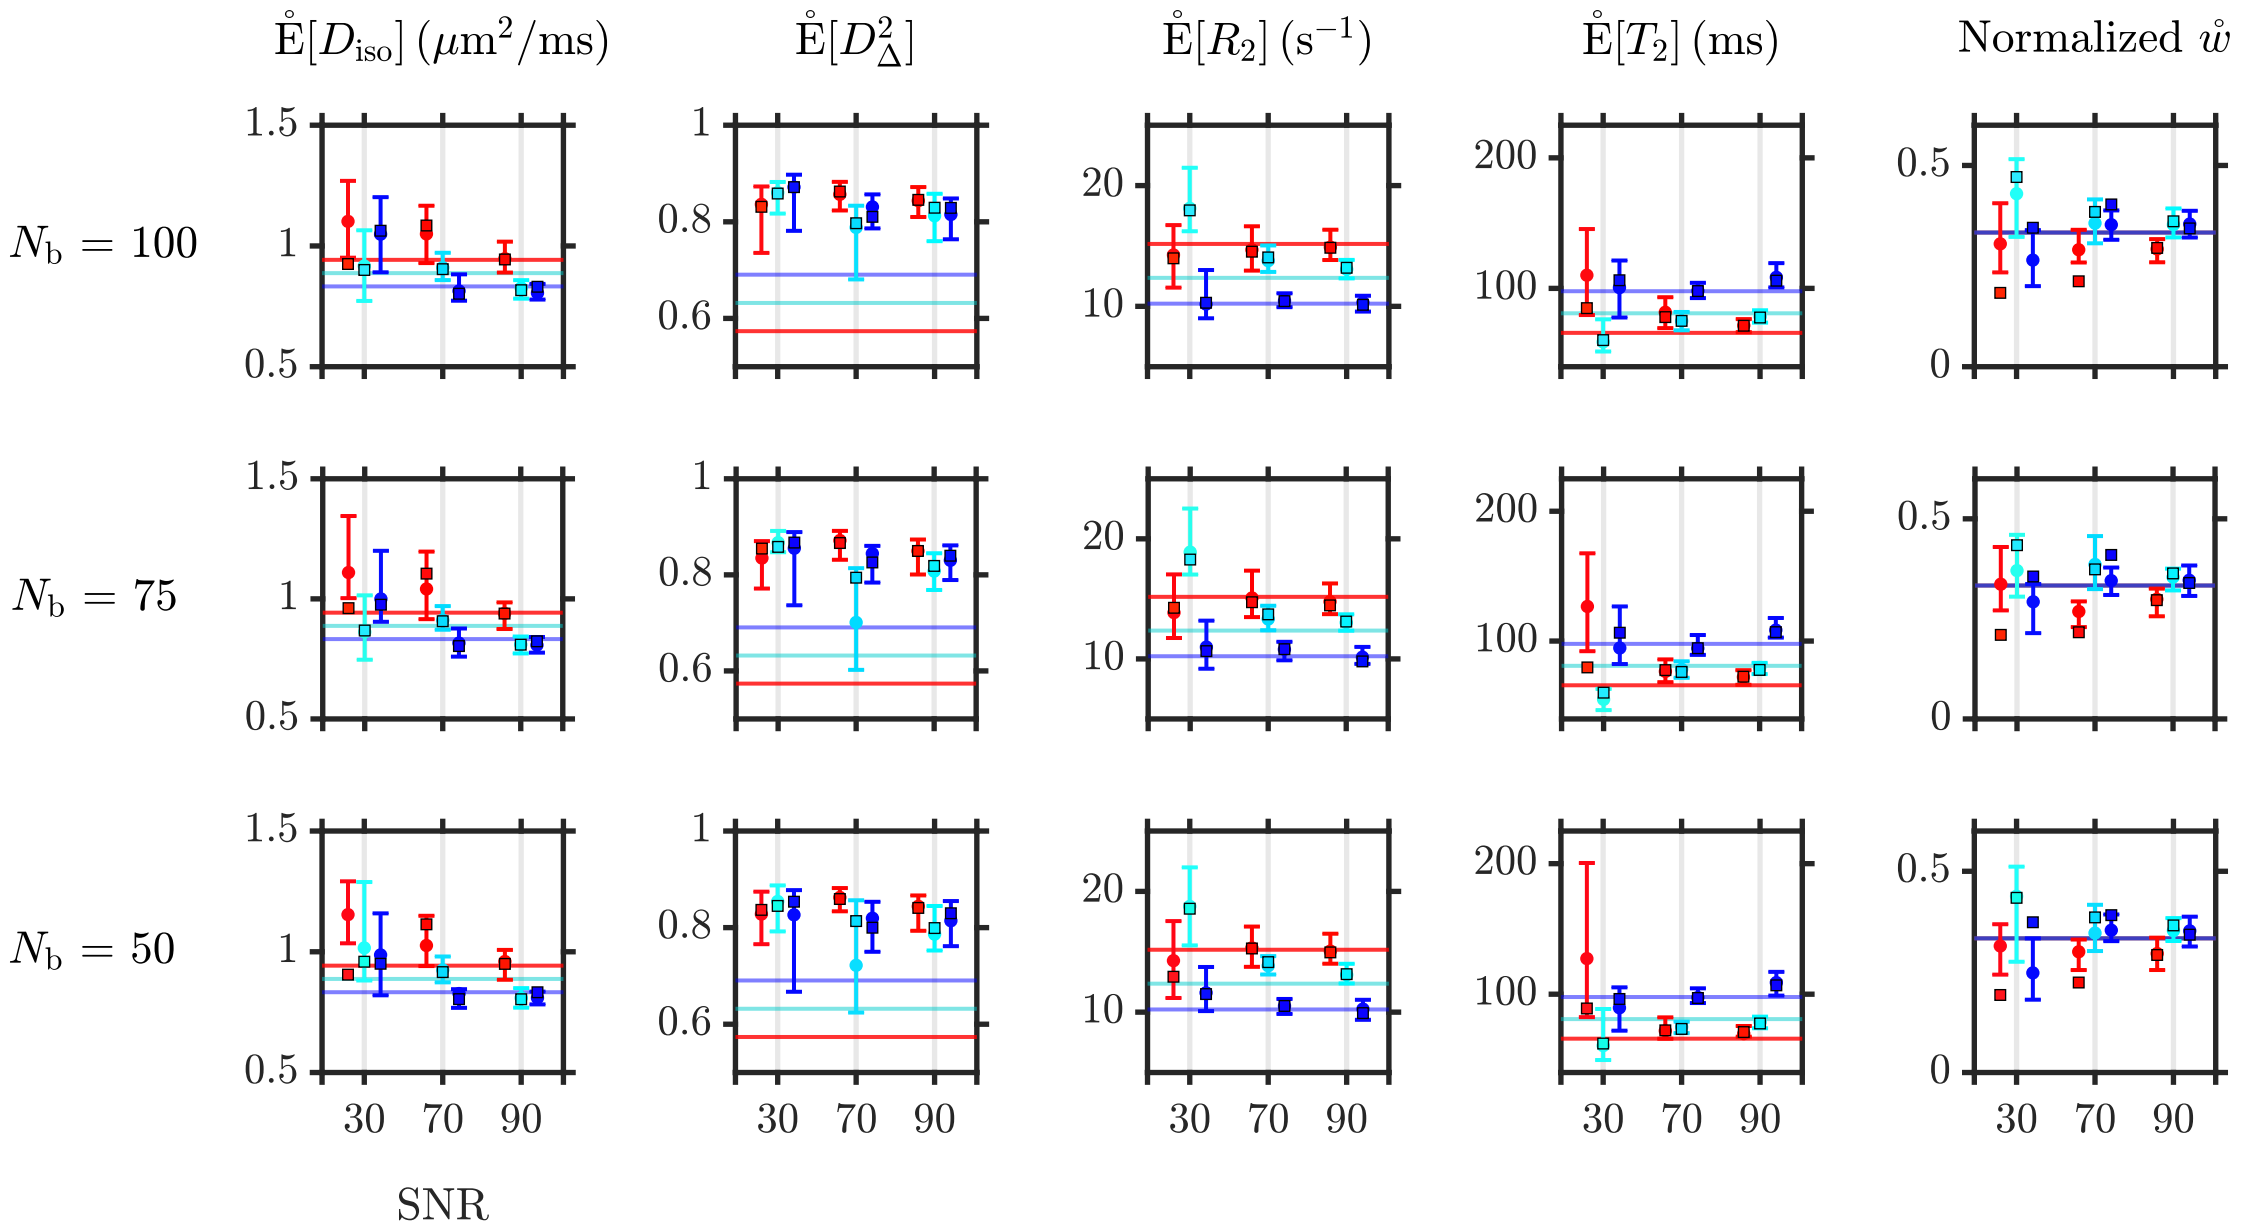 E̊[D_iso] (μm²/ms) E̊[D_Δ²] E̊[R₂] (s⁻¹) E̊[T₂] (ms) Normalized ẘ
1.5 1 200 0.5
N_b = 100 1 0.8 20 100
0.5 0.6 10 0
1.5 1 200 0.5
N_b = 75 1 0.8 20 100
0.5 0.6 10 0
1.5 1 200 0.5
N_b = 50 1 0.8 20 100
0.5 0.6 10 0
30 70 90 30 70 90 30 70 90 30 70 90 30 70 90
SNR